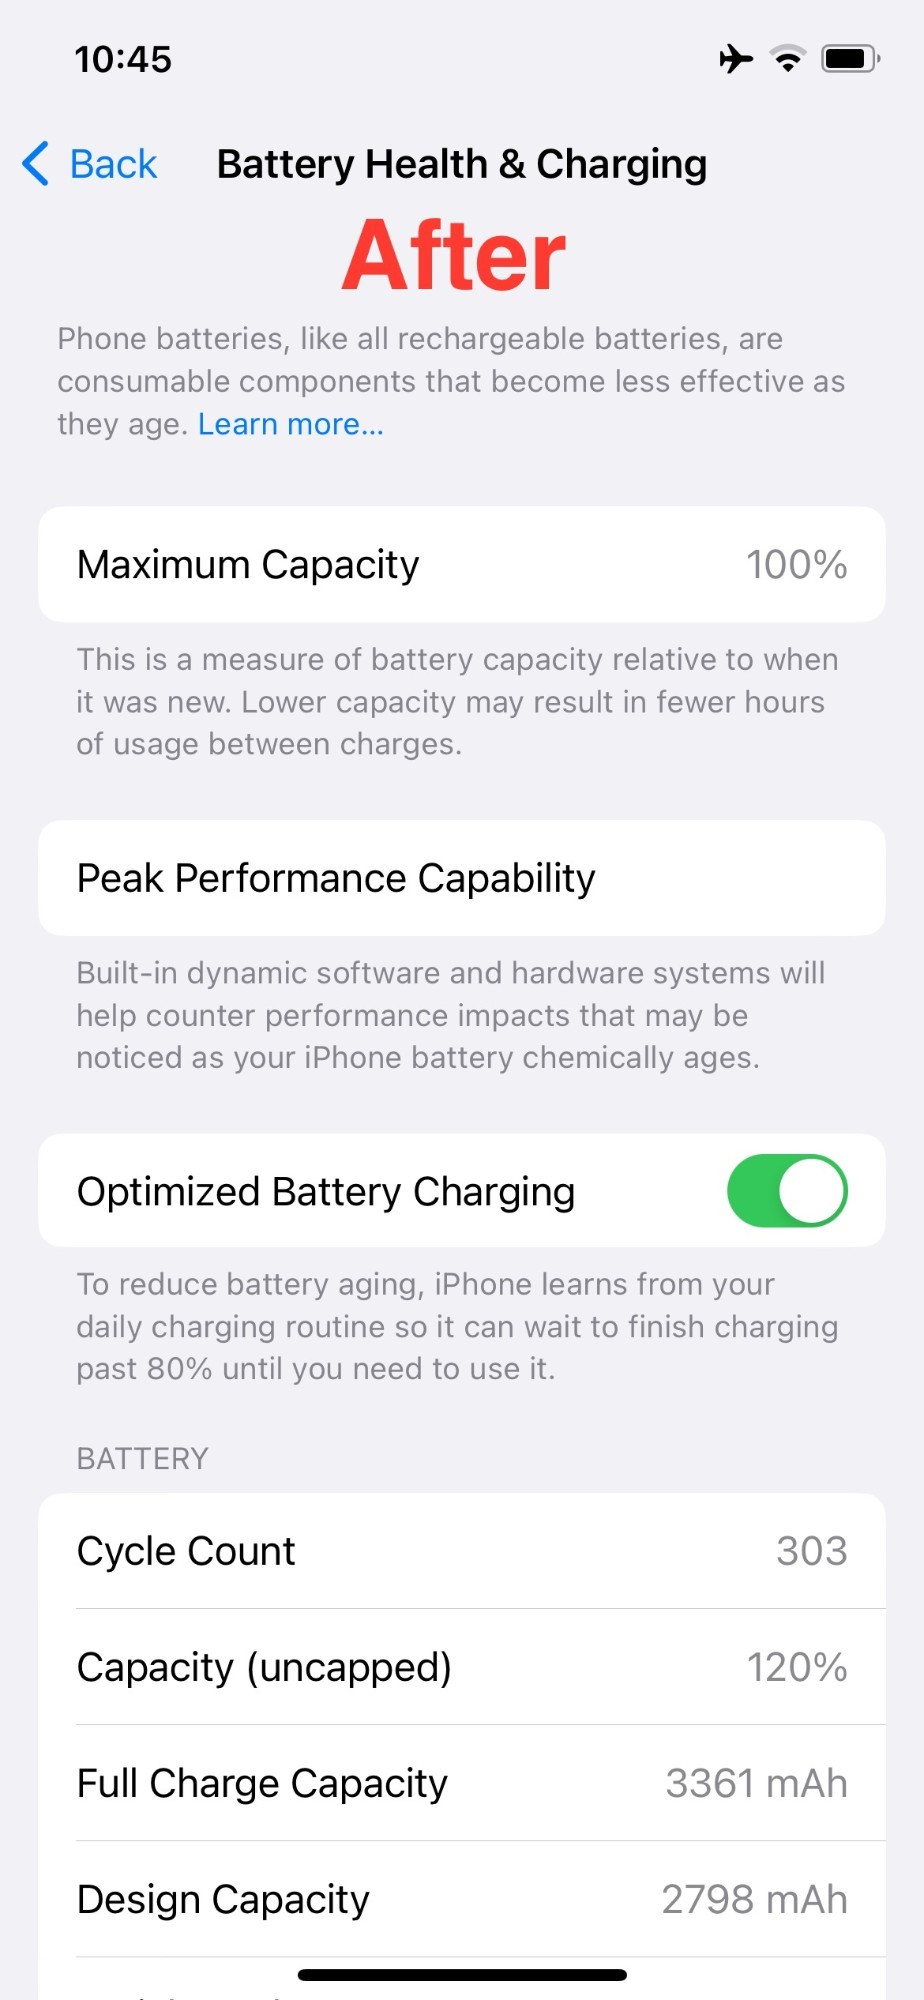 10:45
Back
Battery Health & Charging
After
Phone batteries, like all rechargeable batteries, are
consumable components that become less effective as
they age. Learn more...
Maximum Capacity 100%
This is a measure of battery capacity relative to when
it was new. Lower capacity may result in fewer hours
of usage between charges.
Peak Performance Capability
Built-in dynamic software and hardware systems will
help counter performance impacts that may be
noticed as your iPhone battery chemically ages.
Optimized Battery Charging
To reduce battery aging, iPhone learns from your
daily charging routine so it can wait to finish charging
past 80% until you need to use it.
BATTERY
Cycle Count 303
Capacity (uncapped) 120%
Full Charge Capacity 3361 mAh
Design Capacity 2798 mAh